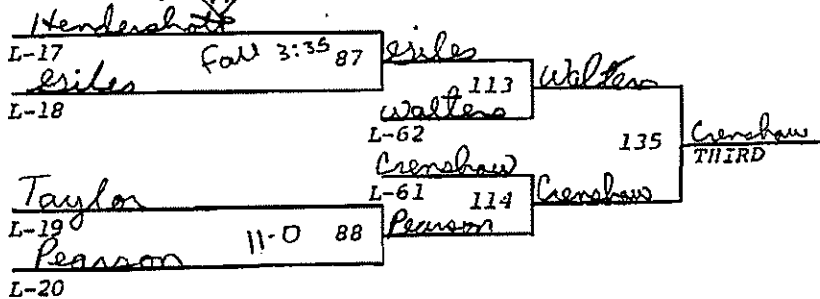 Hendershott
L-17
Fall 3:35 87
Giles
L-18
Giles
113
Walters
L-62
Walters
135
Crenshaw
THIRD
Crenshaw
L-61
114
Crenshaw
Taylor
L-19
11-0 88
Pearson
Pearson
L-20